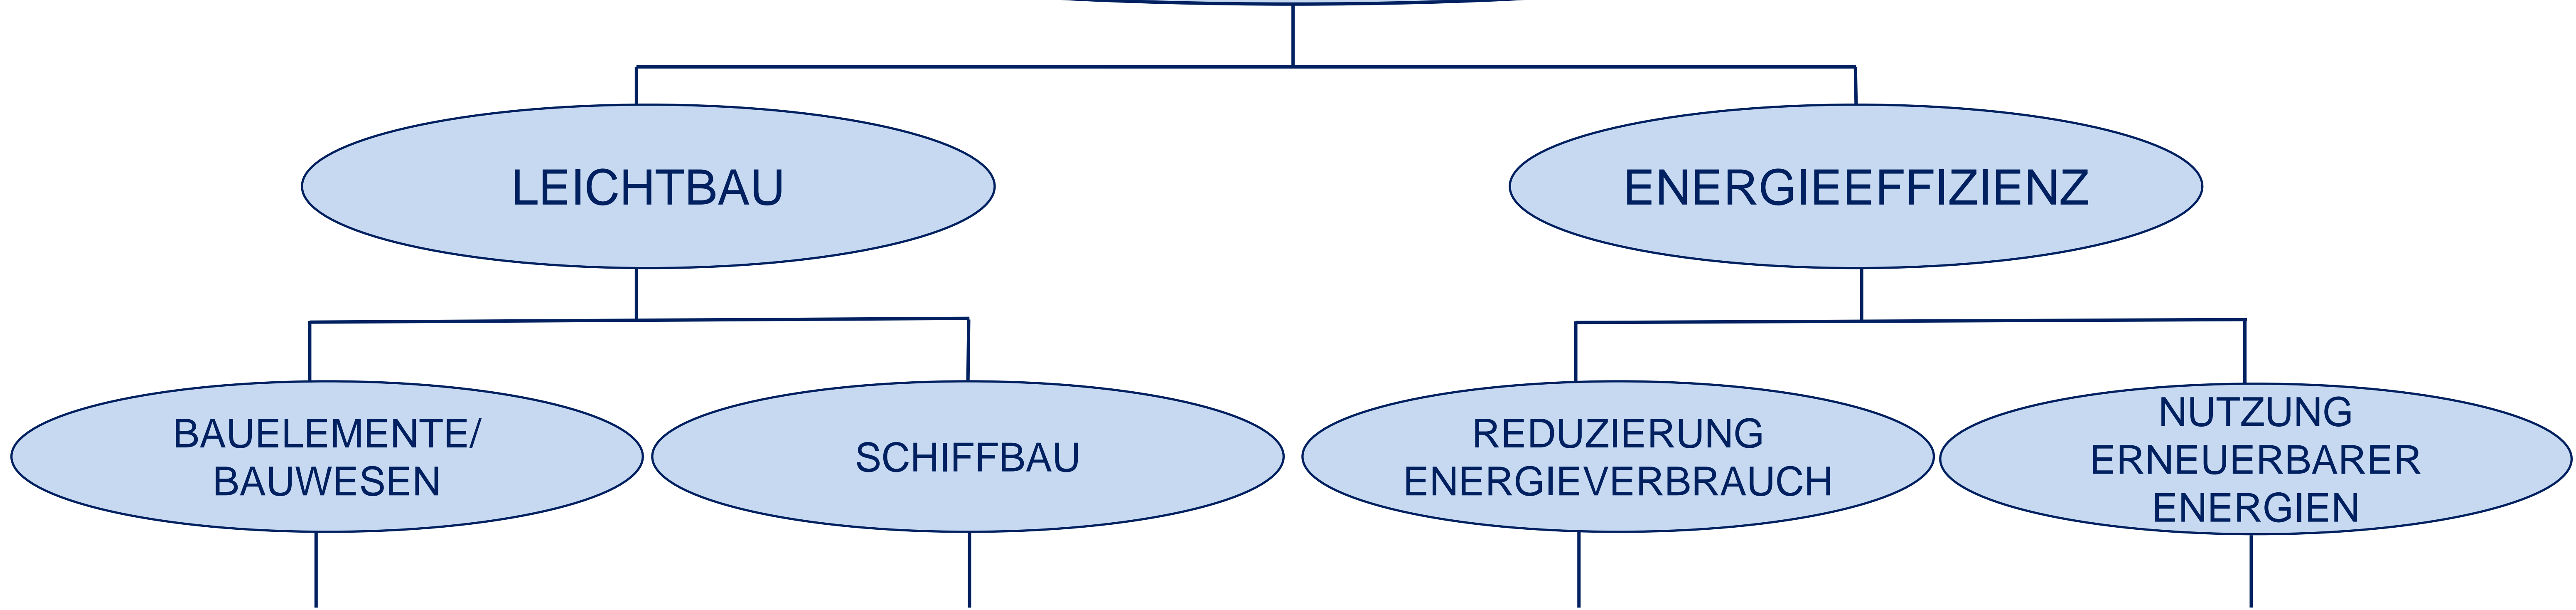 LEICHTBAU
ENERGIEEFFIZIENZ
BAUELEMENTE/
BAUWESEN
SCHIFFBAU
REDUZIERUNG
ENERGIEVERBRAUCH
NUTZUNG
ERNEUERBARER
ENERGIEN